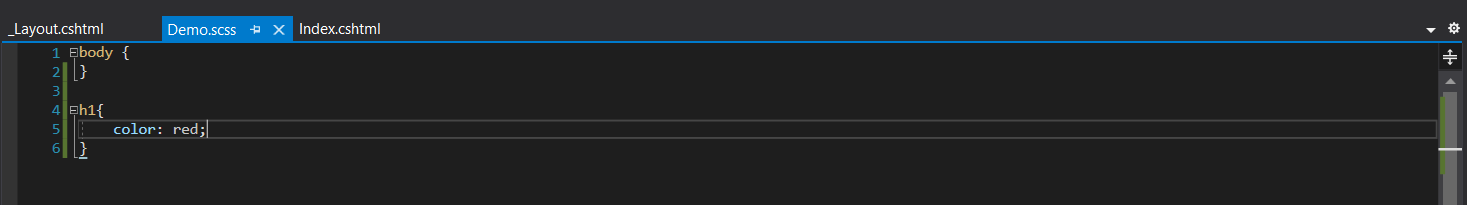 _Layout.cshtml Demo.scss Index.cshtml
1 body {
2 }
3
4 h1{
5 color: red;
6 }